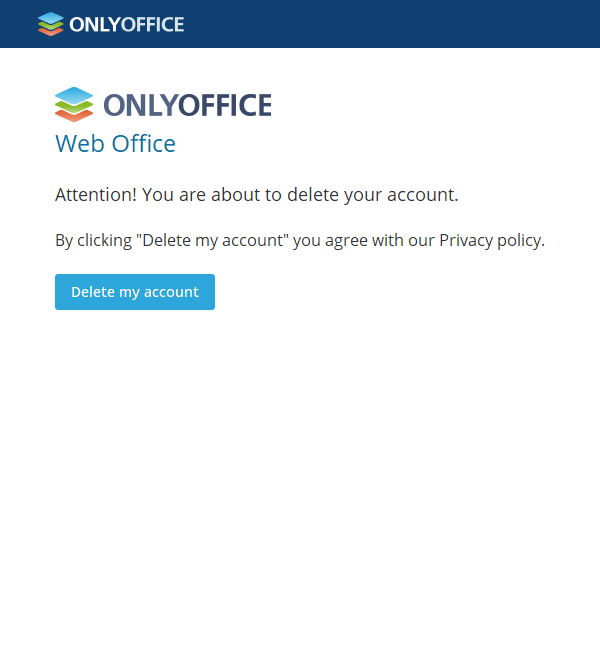 ONLYOFFICE
ONLYOFFICE
Web Office
Attention! You are about to delete your account.
By clicking "Delete my account" you agree with our Privacy policy.
Delete my account